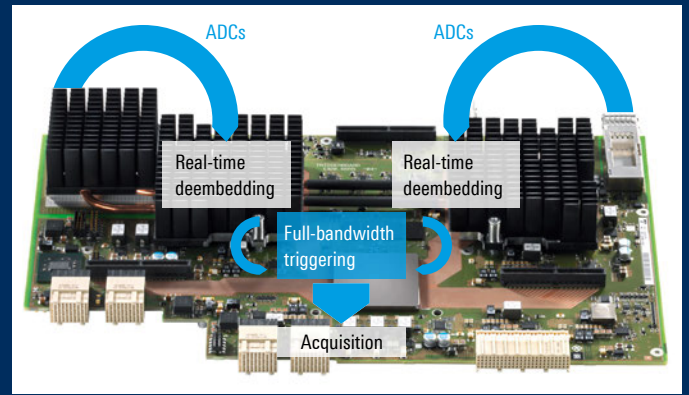 ADCs
ADCs
Real-time
deembedding
Real-time
deembedding
Full-bandwidth
triggering
Acquisition